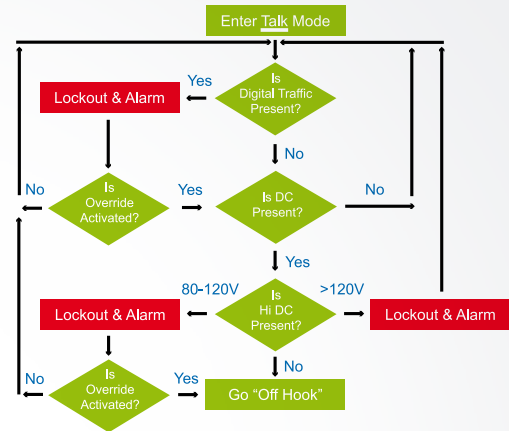 Enter Talk Mode
Is
Digital Traffic
Present?
Yes
Lockout & Alarm
No
Is
Override
Activated?
No
Yes
Is DC
Present?
No
Yes
Is
Hi DC
Present?
80-120V
>120V
Lockout & Alarm
Lockout & Alarm
No
Is
Override
Activated?
No
Yes
Go “Off Hook”